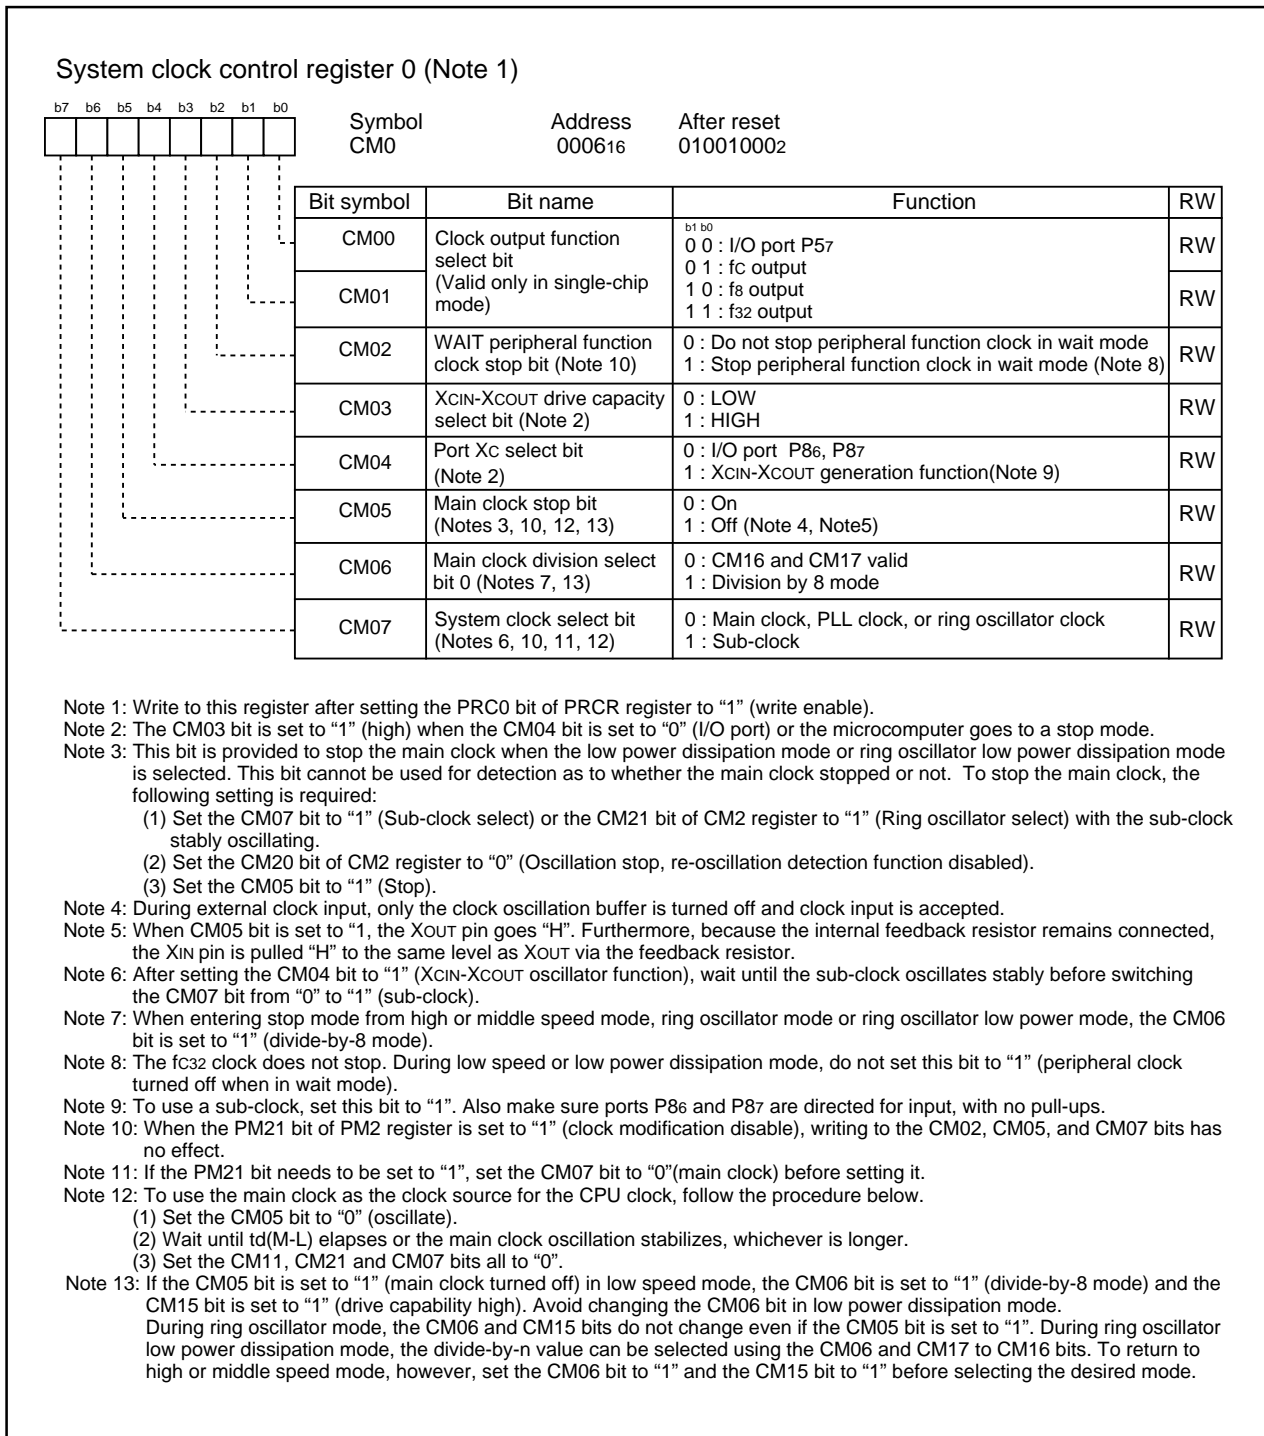 System clock control register 0 (Note 1)
b7 b6 b5 b4 b3 b2 b1 b0
Symbol Address After reset
CM0 000616 010010002
Bit symbol Bit name Function RW
CM00 Clock output function select bit (Valid only in single-chip mode) b1 b0 RW
0 0 : I/O port P57
0 1 : fC output
CM01 1 0 : f8 output RW
1 1 : f32 output
CM02 WAIT peripheral function 0 : Do not stop peripheral function clock in wait mode RW
clock stop bit (Note 10) 1 : Stop peripheral function clock in wait mode (Note 8)
CM03 XCIN-XCOUT drive capacity 0 : LOW RW
select bit (Note 2) 1 : HIGH
CM04 Port XC select bit 0 : I/O port P86, P87 RW
(Note 2) 1 : XCIN-XCOUT generation function(Note 9)
CM05 Main clock stop bit 0 : On RW
(Notes 3, 10, 12, 13) 1 : Off (Note 4, Note5)
CM06 Main clock division select 0 : CM16 and CM17 valid RW
bit 0 (Notes 7, 13) 1 : Division by 8 mode
CM07 System clock select bit 0 : Main clock, PLL clock, or ring oscillator clock RW
(Notes 6, 10, 11, 12) 1 : Sub-clock
Note 1: Write to this register after setting the PRC0 bit of PRCR register to “1” (write enable).
Note 2: The CM03 bit is set to “1” (high) when the CM04 bit is set to “0” (I/O port) or the microcomputer goes to a stop mode.
Note 3: This bit is provided to stop the main clock when the low power dissipation mode or ring oscillator low power dissipation mode
is selected. This bit cannot be used for detection as to whether the main clock stopped or not. To stop the main clock, the
following setting is required:
(1) Set the CM07 bit to “1” (Sub-clock select) or the CM21 bit of CM2 register to “1” (Ring oscillator select) with the sub-clock
stably oscillating.
(2) Set the CM20 bit of CM2 register to “0” (Oscillation stop, re-oscillation detection function disabled).
(3) Set the CM05 bit to “1” (Stop).
Note 4: During external clock input, only the clock oscillation buffer is turned off and clock input is accepted.
Note 5: When CM05 bit is set to “1, the XOUT pin goes “H”. Furthermore, because the internal feedback resistor remains connected,
the XIN pin is pulled “H” to the same level as XOUT via the feedback resistor.
Note 6: After setting the CM04 bit to “1” (XCIN-XCOUT oscillator function), wait until the sub-clock oscillates stably before switching
the CM07 bit from “0” to “1” (sub-clock).
Note 7: When entering stop mode from high or middle speed mode, ring oscillator mode or ring oscillator low power mode, the CM06
bit is set to “1” (divide-by-8 mode).
Note 8: The fC32 clock does not stop. During low speed or low power dissipation mode, do not set this bit to “1” (peripheral clock
turned off when in wait mode).
Note 9: To use a sub-clock, set this bit to “1”. Also make sure ports P86 and P87 are directed for input, with no pull-ups.
Note 10: When the PM21 bit of PM2 register is set to “1” (clock modification disable), writing to the CM02, CM05, and CM07 bits has
no effect.
Note 11: If the PM21 bit needs to be set to “1”, set the CM07 bit to “0”(main clock) before setting it.
Note 12: To use the main clock as the clock source for the CPU clock, follow the procedure below.
(1) Set the CM05 bit to “0” (oscillate).
(2) Wait until td(M-L) elapses or the main clock oscillation stabilizes, whichever is longer.
(3) Set the CM11, CM21 and CM07 bits all to “0”.
Note 13: If the CM05 bit is set to “1” (main clock turned off) in low speed mode, the CM06 bit is set to “1” (divide-by-8 mode) and the
CM15 bit is set to “1” (drive capability high). Avoid changing the CM06 bit in low power dissipation mode.
During ring oscillator mode, the CM06 and CM15 bits do not change even if the CM05 bit is set to “1”. During ring oscillator
low power dissipation mode, the divide-by-n value can be selected using the CM06 and CM17 to CM16 bits. To return to
high or middle speed mode, however, set the CM06 bit to “1” and the CM15 bit to “1” before selecting the desired mode.